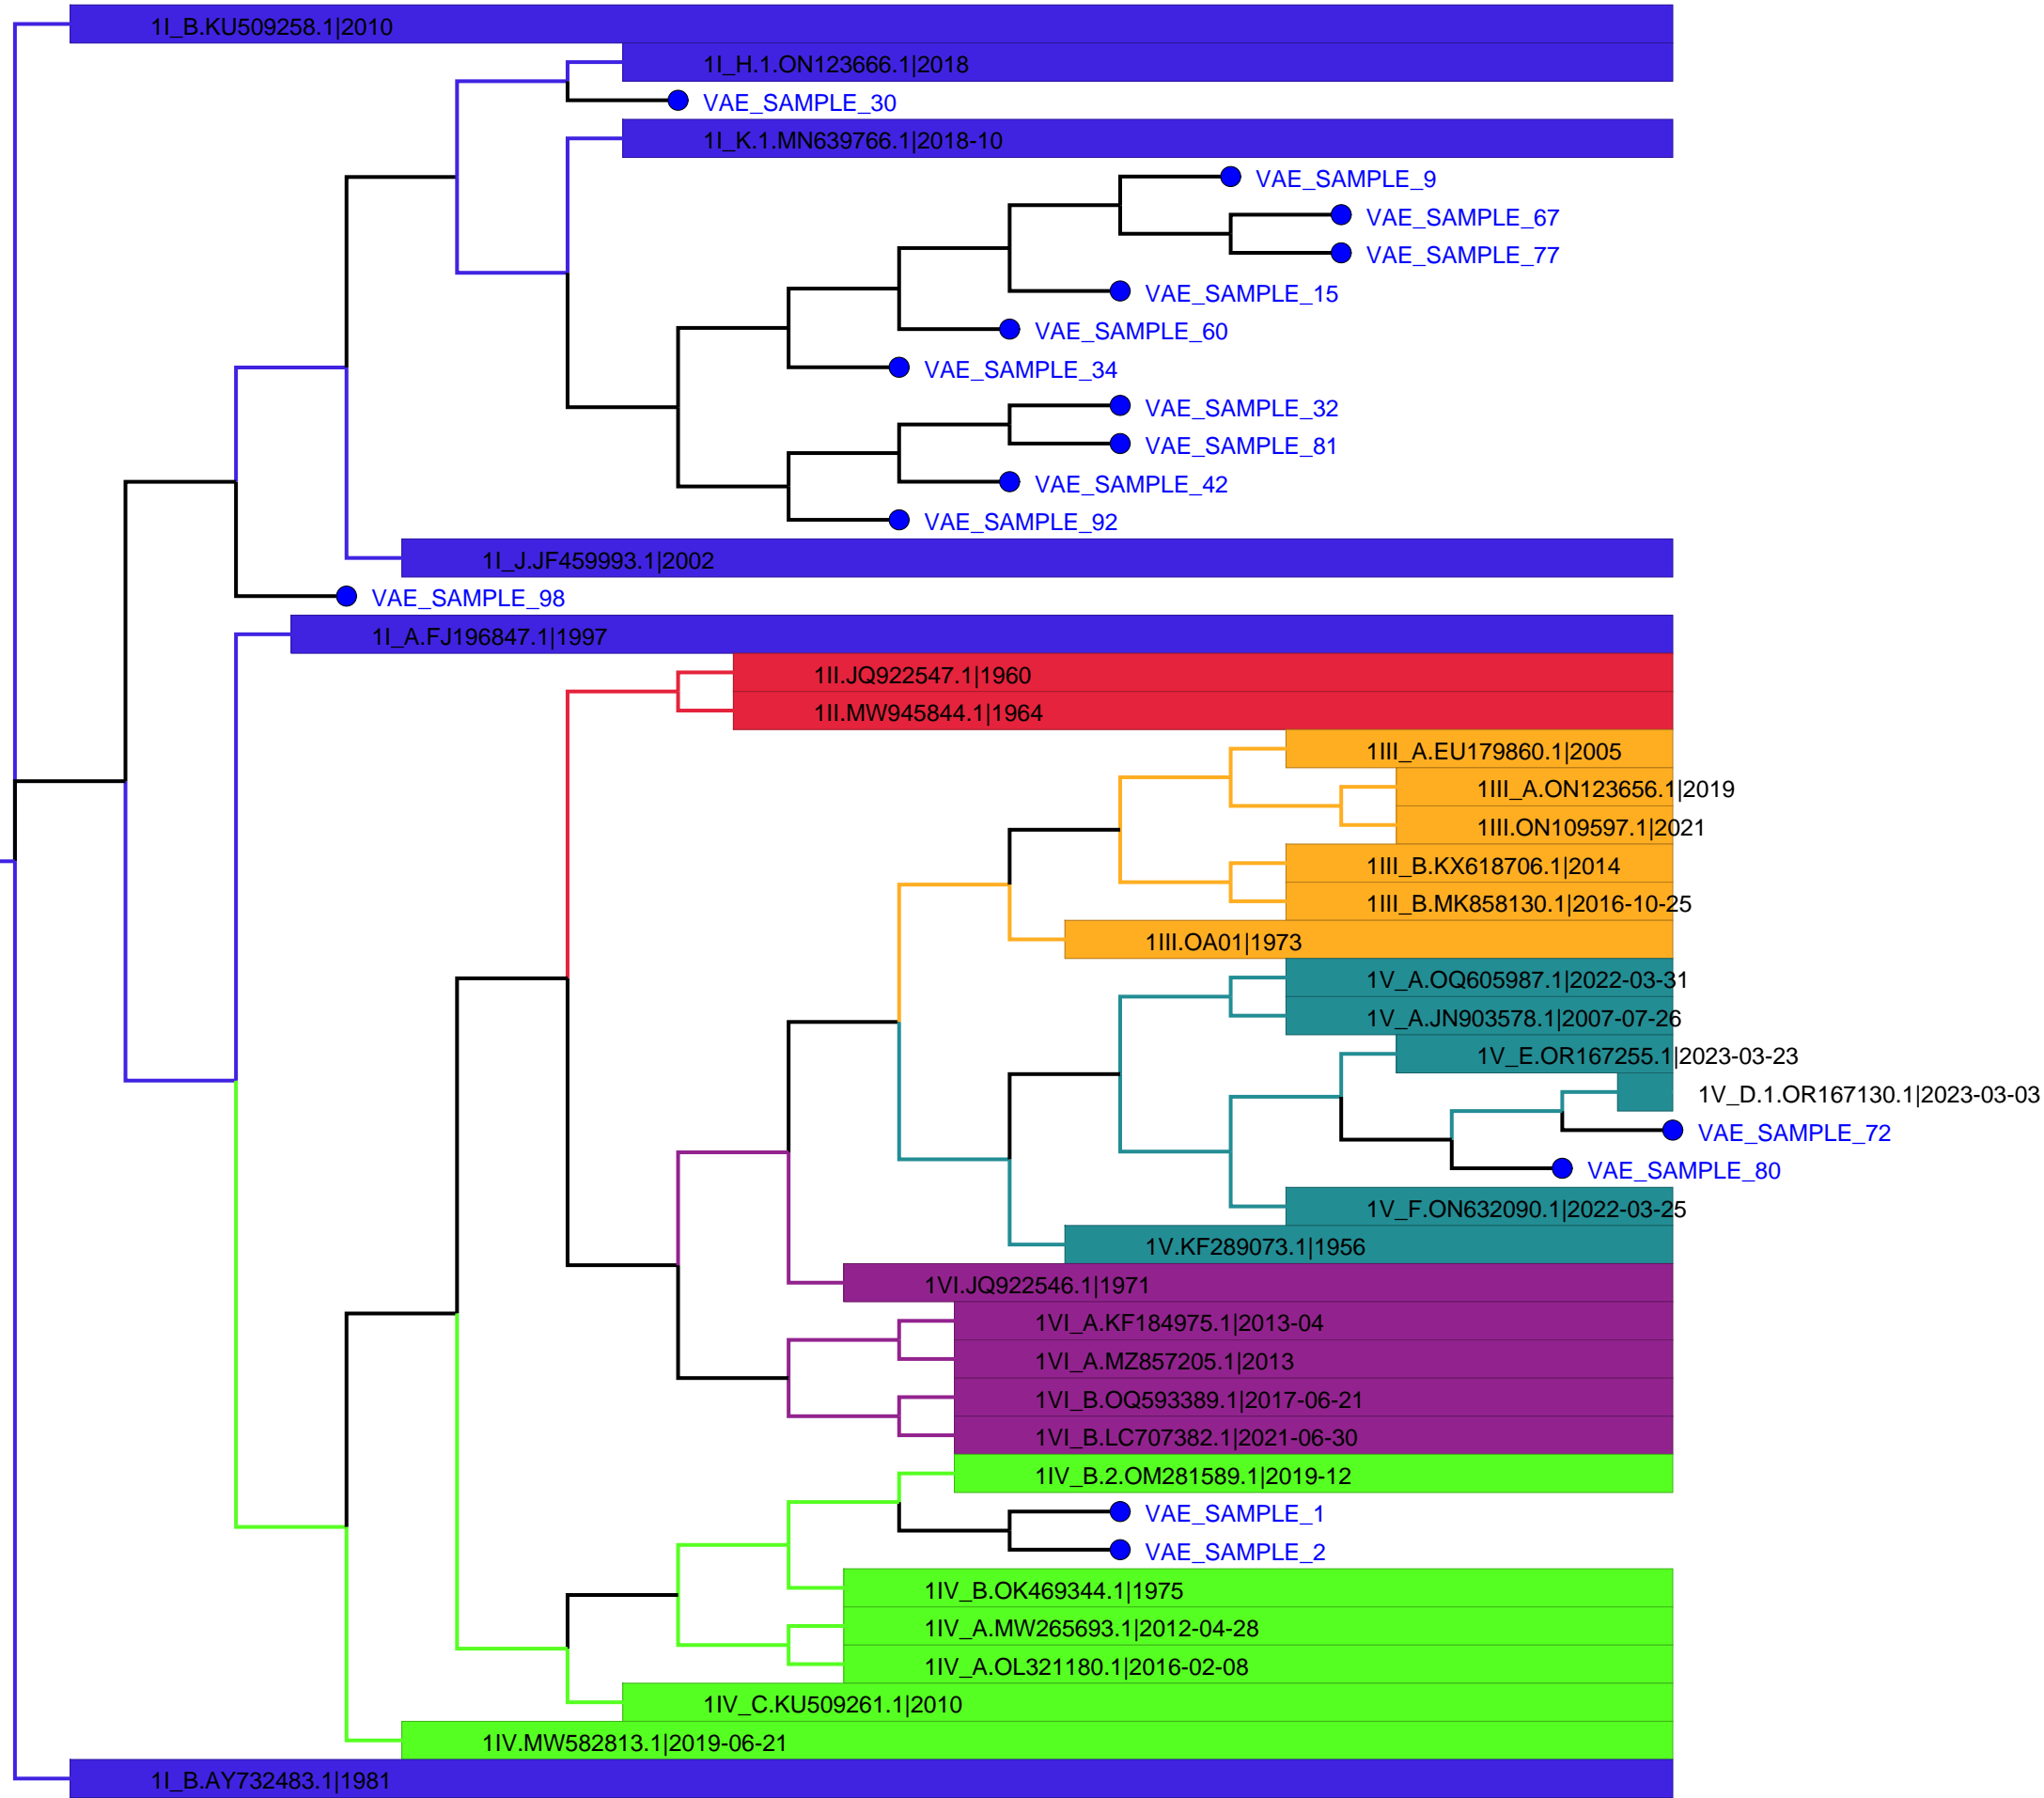 1I_B.KU509258.1|2010
1I_H.1.ON123666.1|2018
VAE_SAMPLE_30
1I_K.1.MN639766.1|2018-10
VAE_SAMPLE_9
VAE_SAMPLE_67
VAE_SAMPLE_77
VAE_SAMPLE_15
VAE_SAMPLE_60
VAE_SAMPLE_34
VAE_SAMPLE_32
VAE_SAMPLE_81
VAE_SAMPLE_42
VAE_SAMPLE_92
1I_J.JF459993.1|2002
VAE_SAMPLE_98
1I_A.FJ196847.1|1997
1II.JQ922547.1|1960
1II.MW945844.1|1964
1III_A.EU179860.1|2005
1III_A.ON123656.1|2019
1III.ON109597.1|2021
1III_B.KX618706.1|2014
1III_B.MK858130.1|2016-10-25
1III.OA01|1973
1V_A.OQ605987.1|2022-03-31
1V_A.JN903578.1|2007-07-26
1V_E.OR167255.1|2023-03-23
1V_D.1.OR167130.1|2023-03-03
VAE_SAMPLE_72
VAE_SAMPLE_80
1V_F.ON632090.1|2022-03-25
1V.KF289073.1|1956
1VI.JQ922546.1|1971
1VI_A.KF184975.1|2013-04
1VI_A.MZ857205.1|2013
1VI_B.OQ593389.1|2017-06-21
1VI_B.LC707382.1|2021-06-30
1IV_B.2.OM281589.1|2019-12
VAE_SAMPLE_1
VAE_SAMPLE_2
1IV_B.OK469344.1|1975
1IV_A.MW265693.1|2012-04-28
1IV_A.OL321180.1|2016-02-08
1IV_C.KU509261.1|2010
1IV.MW582813.1|2019-06-21
1I_B.AY732483.1|1981